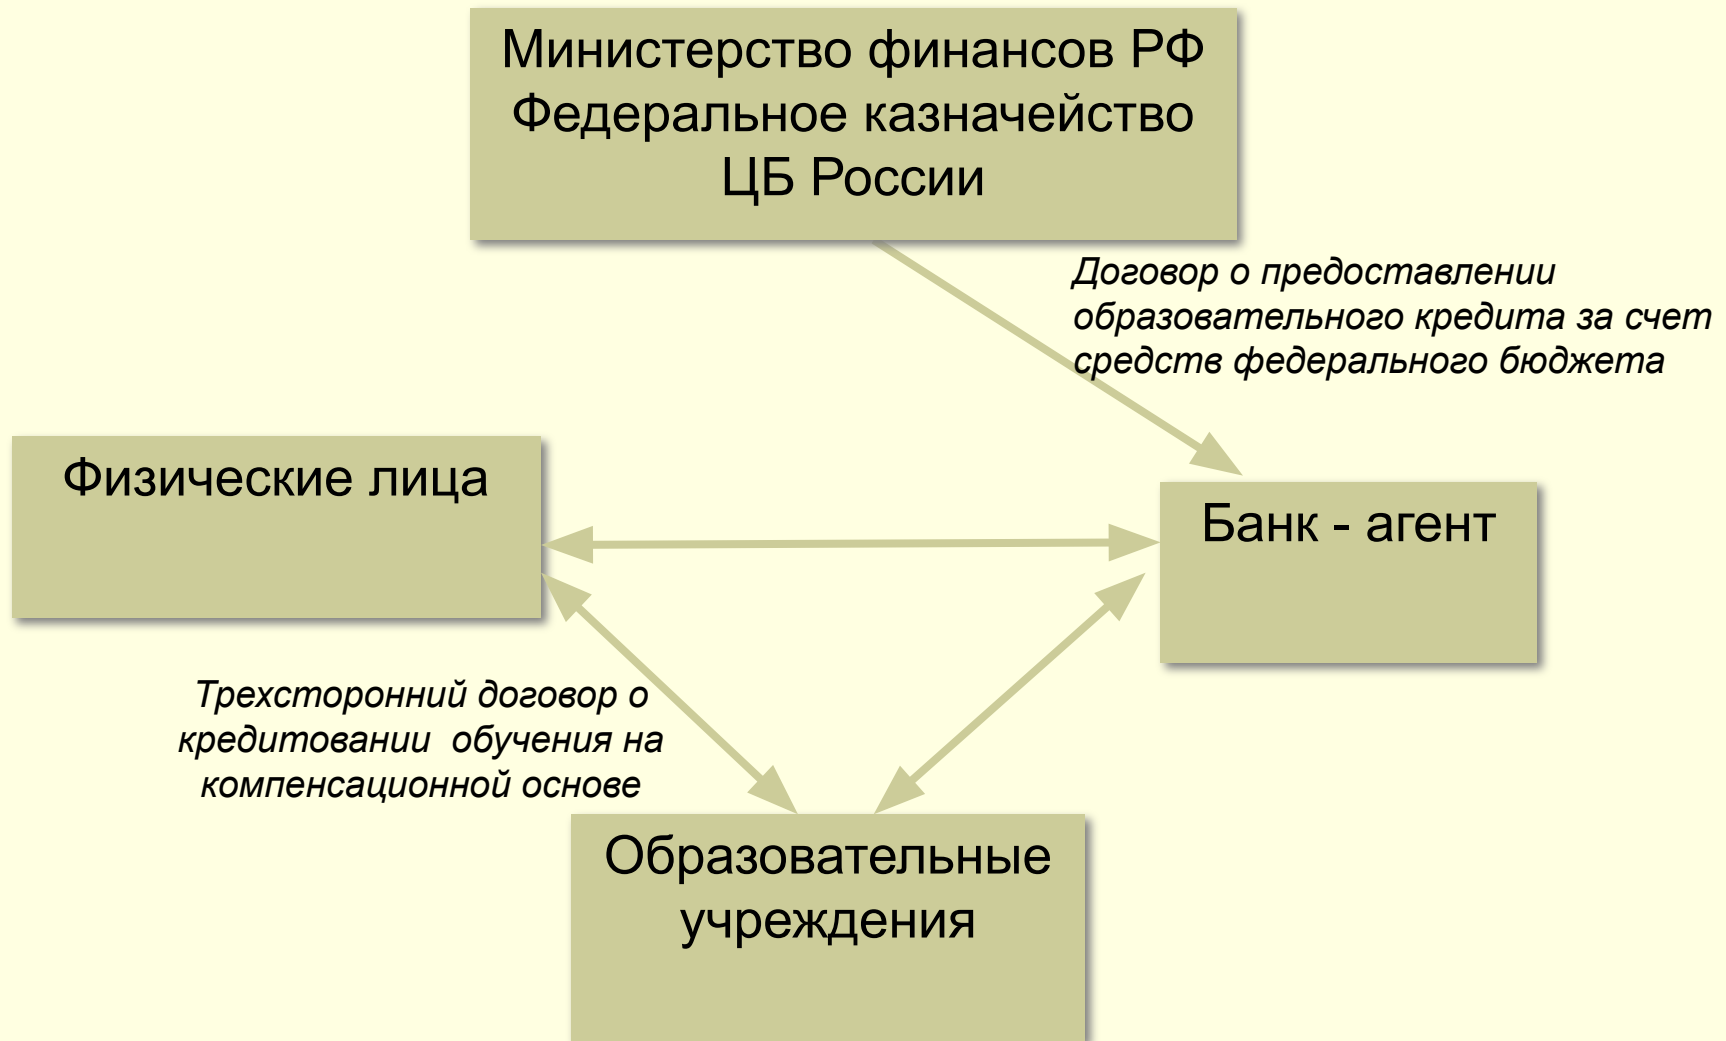 Министерство финансов РФ
Федеральное казначейство
ЦБ России
Договор о предоставлении
образовательного кредита за счет
средств федерального бюджета
Физические лица
Банк - агент
Трехсторонний договор о
кредитовании обучения на
компенсационной основе
Образовательные
учреждения